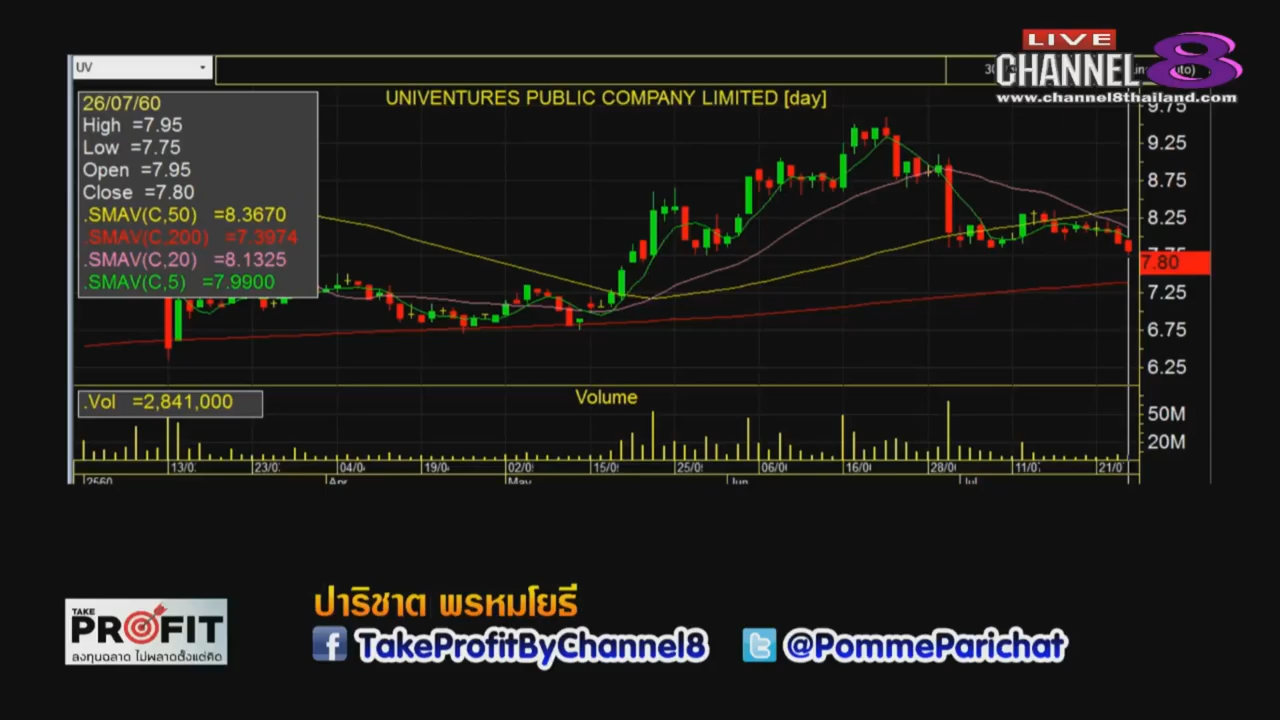 LIVE
CHANNEL 8
www.channel8thailand.com
UV
UNIVENTURES PUBLIC COMPANY LIMITED [day]
26/07/60
High =7.95
Low =7.75
Open =7.95
Close =7.80
.SMAV(C,50) =8.3670
.SMAV(C,200) =7.3974
.SMAV(C,20) =8.1325
.SMAV(C,5) =7.9900
9.75
9.25
8.75
8.25
7.80
7.25
6.75
6.25
.Vol =2,841,000
Volume
50M
20M
13/0 23/0 04/0 19/0 02/0 15/0 25/0 06/0 16/0 28/0 11/0 21/0
2560 Apr May Jun Jul
TAKE
PROFIT
ลงทุนฉลาด ไม่พลาดตั้งแต่คิด
ปาริชาต พรหมโยธี
TakeProfitByChannel8 @PommeParichat